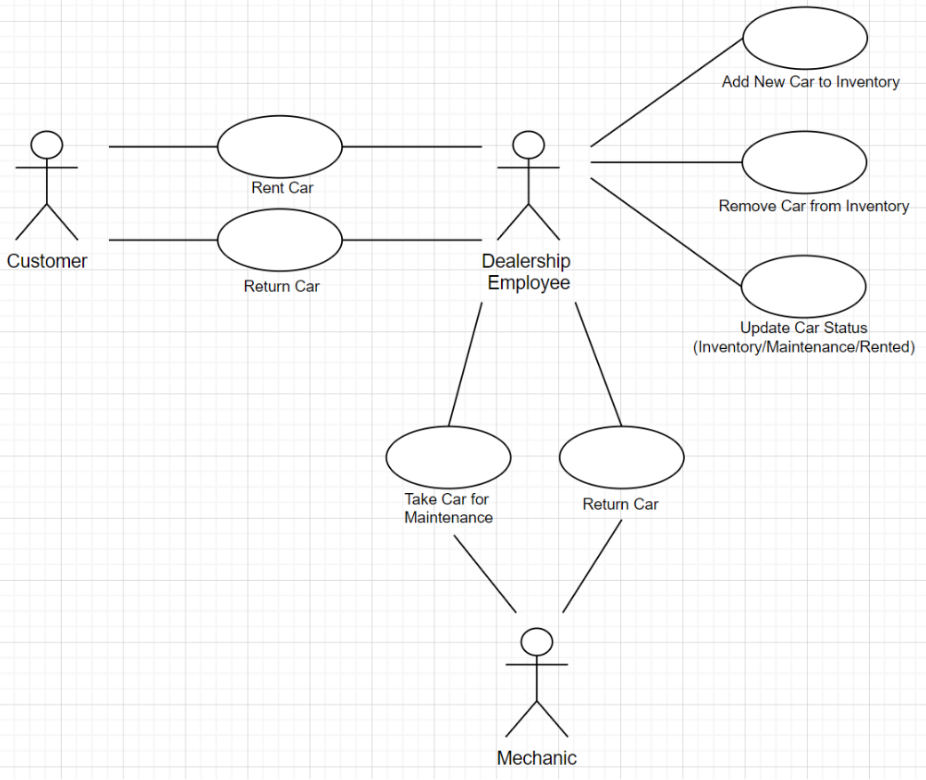 Add New Car to Inventory
Rent Car
Remove Car from Inventory
Customer
Dealership
Employee
Return Car
Update Car Status
(Inventory/Maintenance/Rented)
Take Car for
Maintenance
Return Car
Mechanic